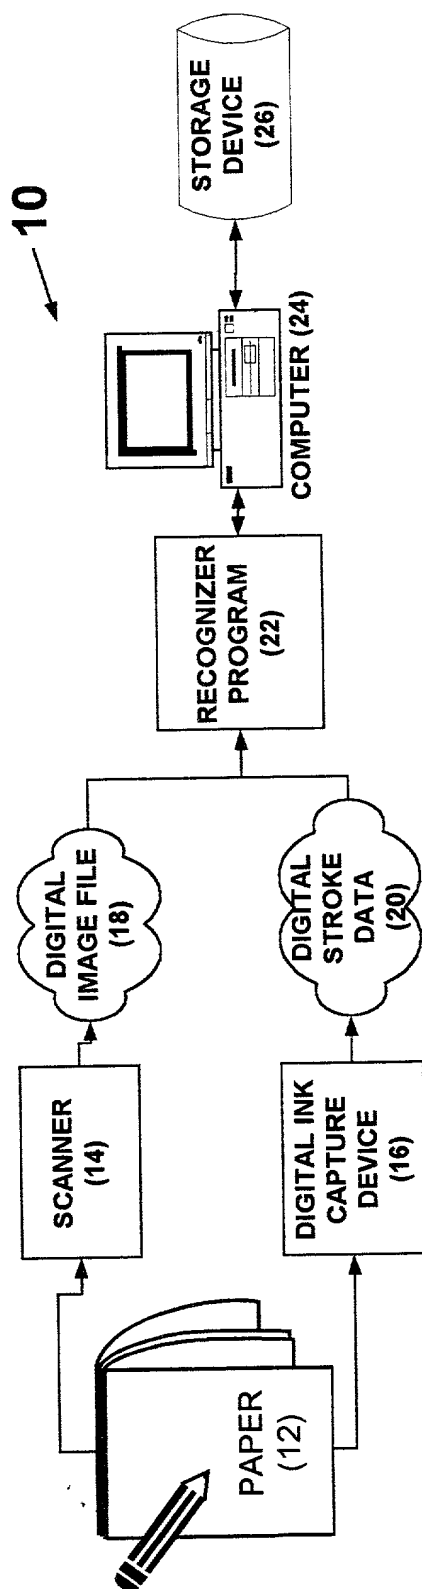 10
PAPER
(12)
SCANNER
(14)
DIGITAL INK
CAPTURE
DEVICE
(16)
DIGITAL
IMAGE FILE
(18)
DIGITAL
STROKE
DATA
(20)
RECOGNIZER
PROGRAM
(22)
COMPUTER (24)
STORAGE
DEVICE
(26)